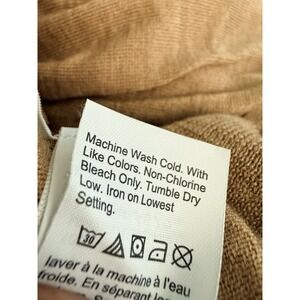 Machine Wash Cold. With
Like Colors. Non-Chlorine
Bleach Only. Tumble Dry
Low. Iron on Lowest
Setting.
30
laver à la machine à l'eau
froide. En séparant les